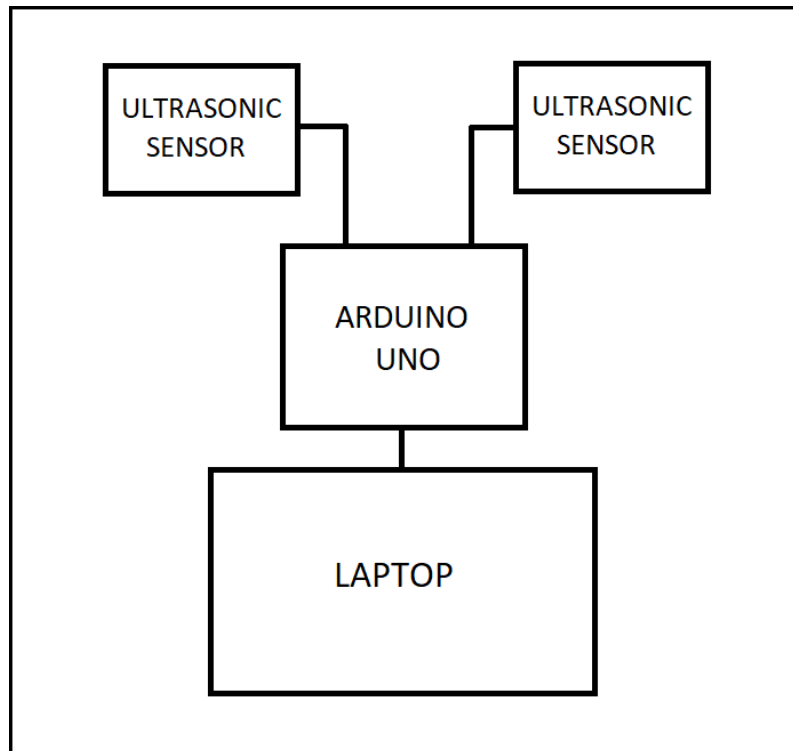 ULTRASONIC
SENSOR
ULTRASONIC
SENSOR
ARDUINO
UNO
LAPTOP